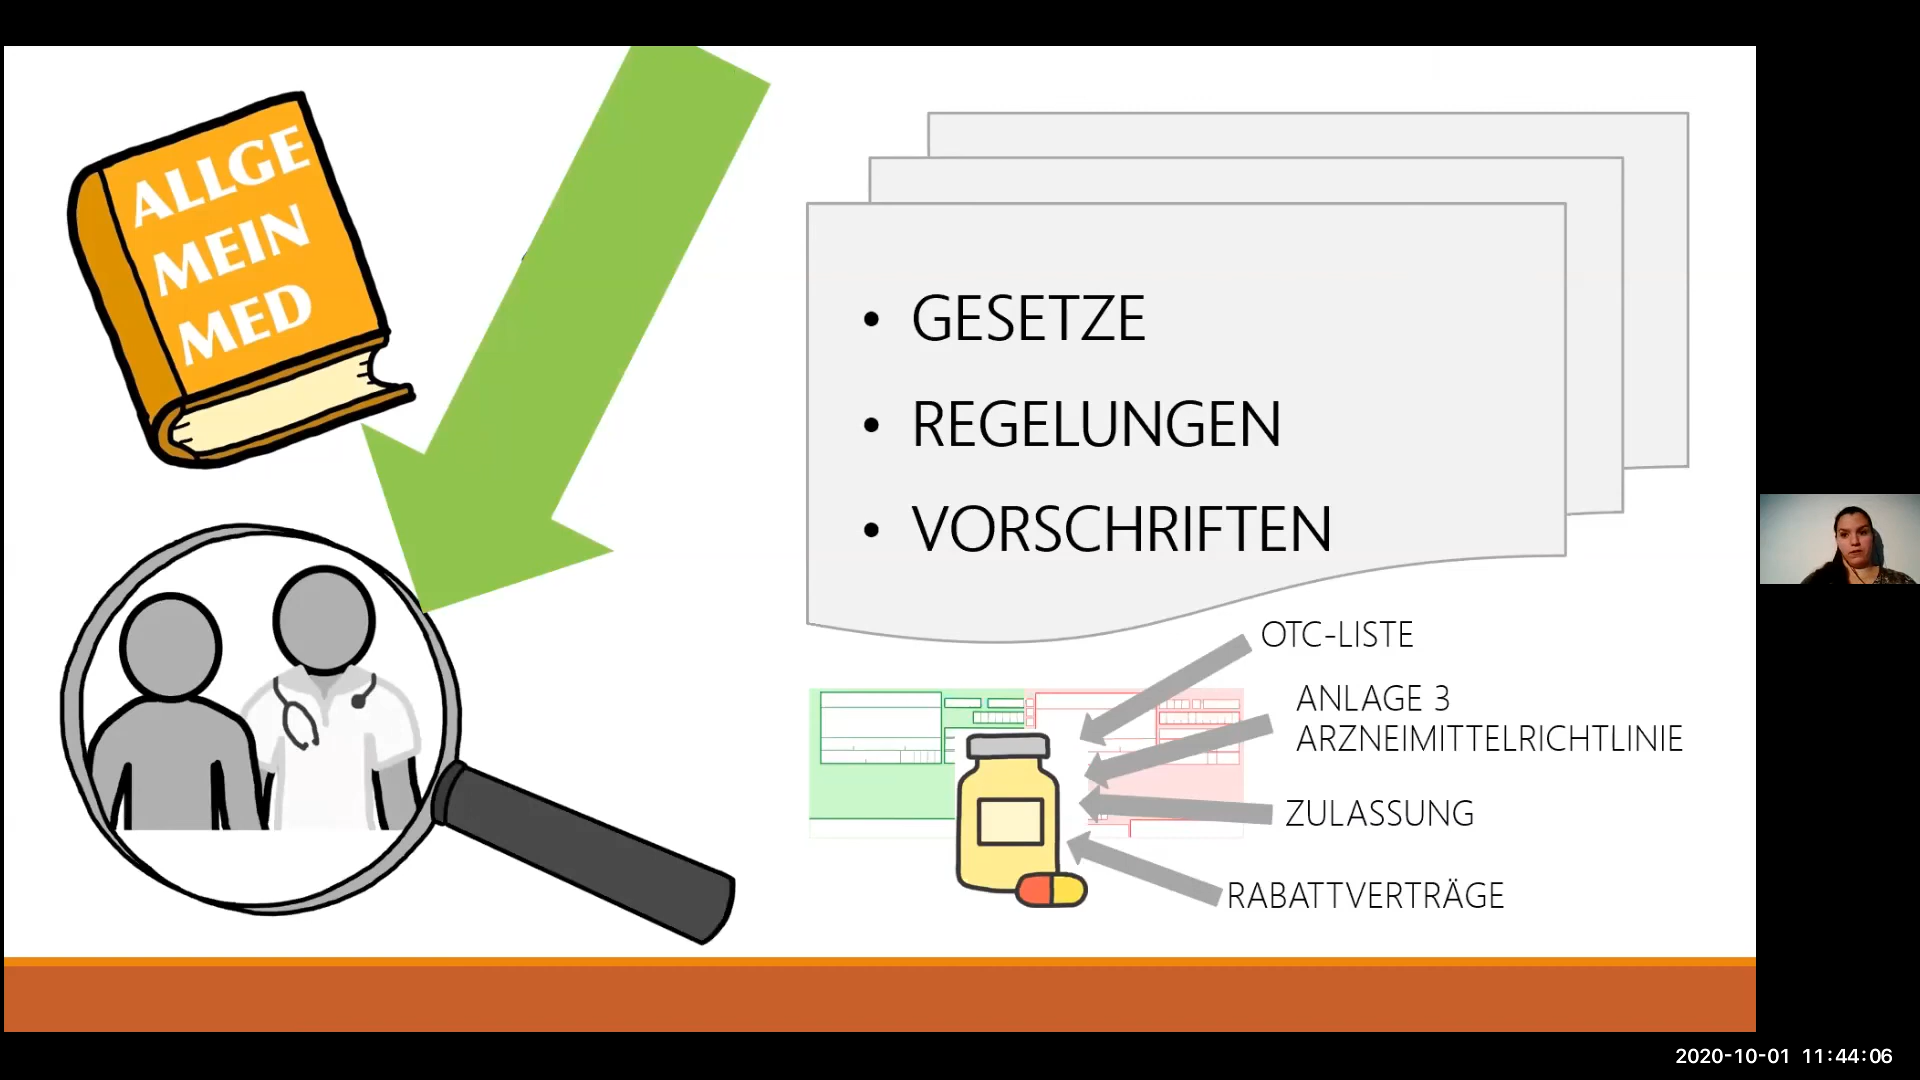 ALLGE
MEIN
MED
• GESETZE
• REGELUNGEN
• VORSCHRIFTEN
OTC-LISTE
ANLAGE 3
ARZNEIMITTELRICHTLINIE
ZULASSUNG
RABATTVERTRÄGE
2020-10-01 11:44:06